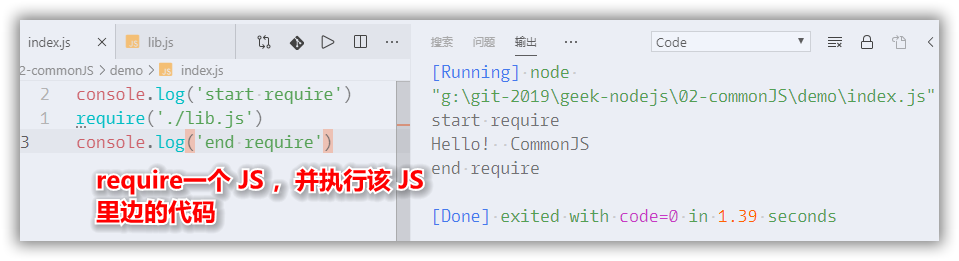 index.js × JS lib.js ···
2-commonJS > demo > JS index.js
2 console.log('start require')
1 require('./lib.js')
3 console.log('end require')
require一个 JS ，并执行该 JS
里边的代码
搜索 问题 输出 ··· Code
[Running] node
"g:\git-2019\geek-nodejs\02-commonJS\demo\index.js"
start require
Hello! CommonJS
end require
[Done] exited with code=0 in 1.39 seconds